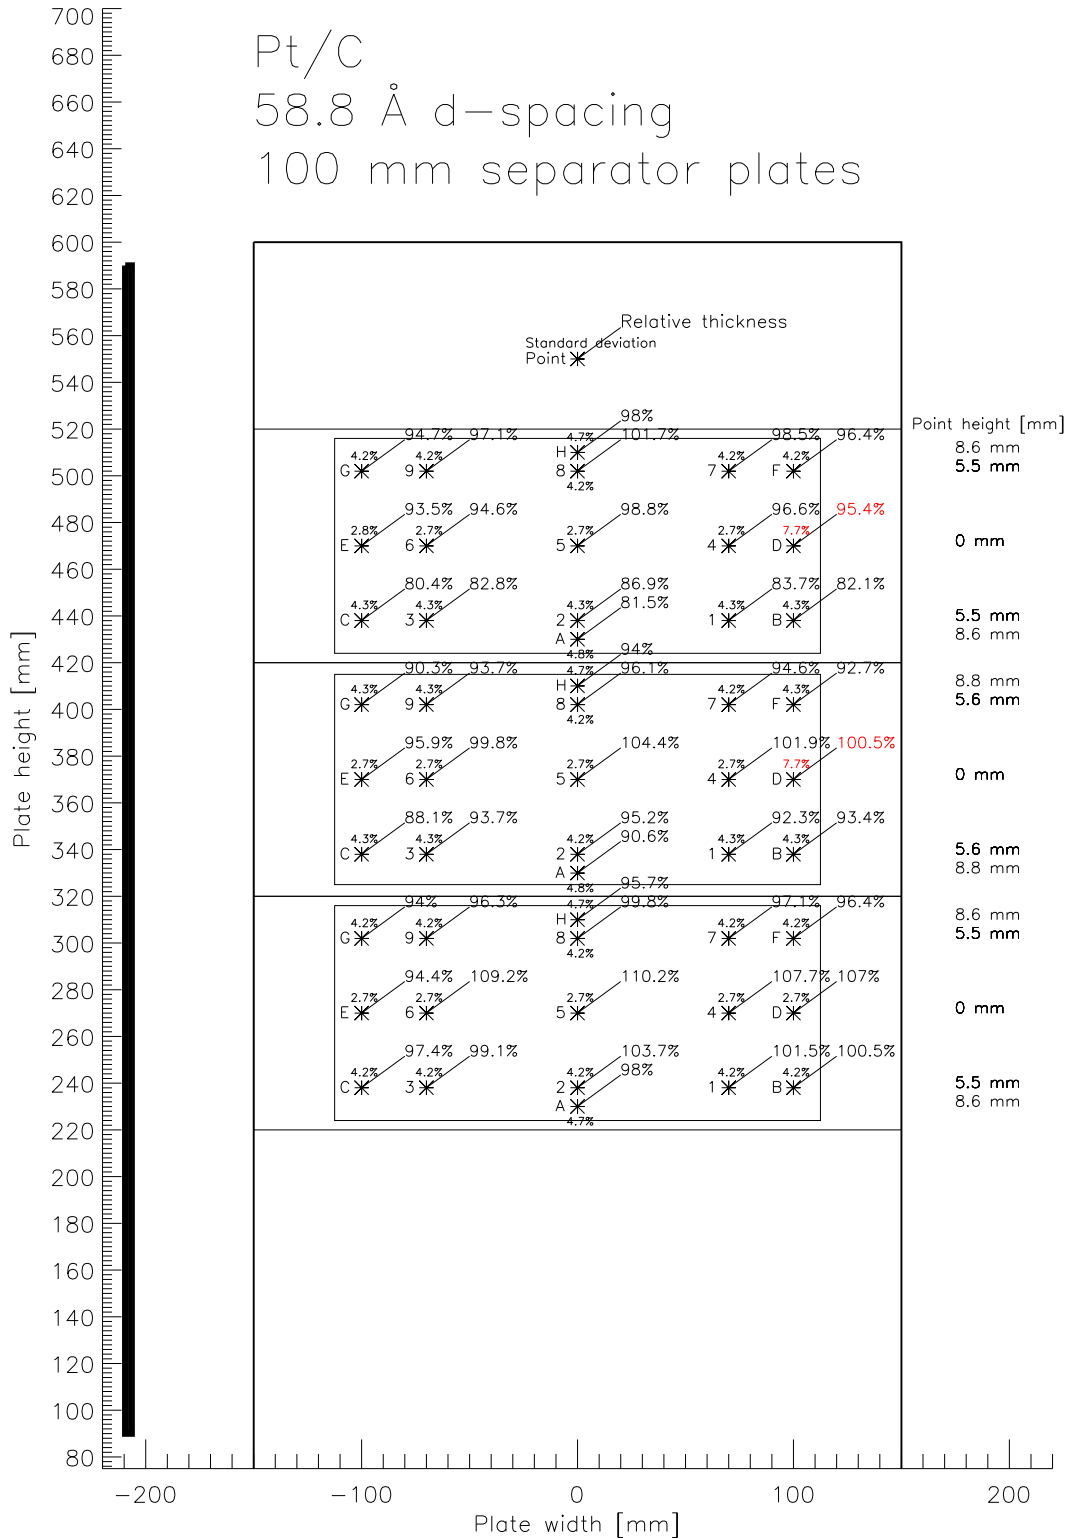 Pt/C
58.8 Å d-spacing
100 mm separator plates
700
680
660
640
620
600
580
560
540
520
500
480
460
440
420
400
380
360
340
320
300
280
260
240
220
200
180
160
140
120
100
80
Plate height [mm]
Relative thickness
Standard deviation
Point
Point height [mm]
98%
94.7% 97.1% 4.7% 101.7% 98.5% 96.4%
H 8.6 mm
4.2% 4.2% 4.2% 4.2%
G 9 8 7 F 5.5 mm
4.2%
93.5% 94.6% 98.8% 96.6% 95.4%
2.8% 2.7% 2.7% 2.7% 7.7%
E 6 5 4 D 0 mm
80.4% 82.8% 86.9% 83.7% 82.1%
4.3% 4.3% 4.3% 81.5% 4.3% 4.3%
C 3 2 1 B 5.5 mm
A 8.6 mm
4.8% 94%
90.3% 93.7% 4.7% 96.1% 94.6% 92.7%
H 8.8 mm
4.3% 4.3% 4.2% 4.3%
G 9 8 7 F 5.6 mm
4.2%
95.9% 99.8% 104.4% 101.9% 100.5%
2.7% 2.7% 2.7% 2.7% 7.7%
E 6 5 4 D 0 mm
88.1% 93.7% 95.2% 92.3% 93.4%
4.3% 4.3% 4.2% 90.6% 4.3% 4.3%
C 3 2 1 B 5.6 mm
A 8.8 mm
4.8% 95.7%
94% 96.3% 4.7% 99.8% 97.1% 96.4%
H 8.6 mm
4.2% 4.2% 4.2% 4.2%
G 9 8 7 F 5.5 mm
4.2%
94.4% 109.2% 110.2% 107.7% 107%
2.7% 2.7% 2.7% 2.7% 2.7%
E 6 5 4 D 0 mm
97.4% 99.1% 103.7% 101.5% 100.5%
4.2% 4.2% 4.2% 98% 4.2% 4.2%
C 3 2 1 B 5.5 mm
A 8.6 mm
4.7%
-200 -100 0 100 200
Plate width [mm]